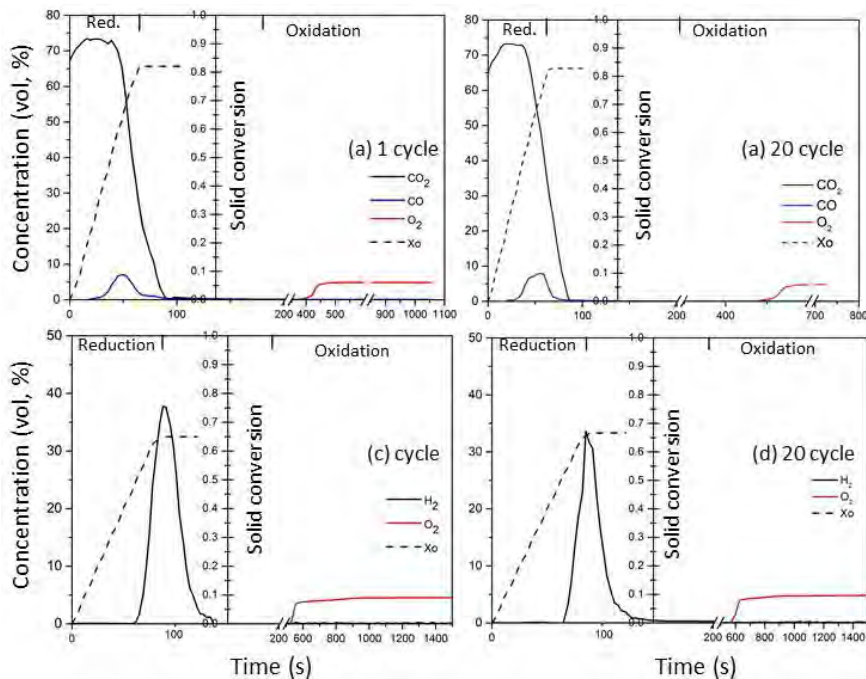 Red.
Oxidation
Concentration (vol, %)
80
70
60
50
40
30
20
10
0
1.0
0.9
0.8
0.7
0.6
0.5
0.4
0.3
0.2
0.1
0.0
Solid conversion
(a) 1 cycle
CO₂
CO
O₂
Xo
0 100 200 400 500 900 1000 1100
Red.
Oxidation
80
70
60
50
40
30
20
10
0
1.0
0.9
0.8
0.7
0.6
0.5
0.4
0.3
0.2
0.1
0.0
Solid conversion
(a) 20 cycle
CO₂
CO
O₂
Xo
0 200 400 700 800
Reduction
Oxidation
Concentration (vol, %)
50
40
30
20
10
0
1.0
0.9
0.8
0.7
0.6
0.5
0.4
0.3
0.2
0.1
0.0
Solid conversion
(c) cycle
H₂
O₂
Xo
0 100 600 800 1000 1200 1400
Time (s)
Reduction
Oxidation
50
40
30
20
10
0
1.0
0.9
0.8
0.7
0.6
0.5
0.4
0.3
0.2
0.1
0.0
Solid conversion
(d) 20 cycle
H₂
O₂
Xo
0 100 200 600 800 1000 1200 1400
Time (s)